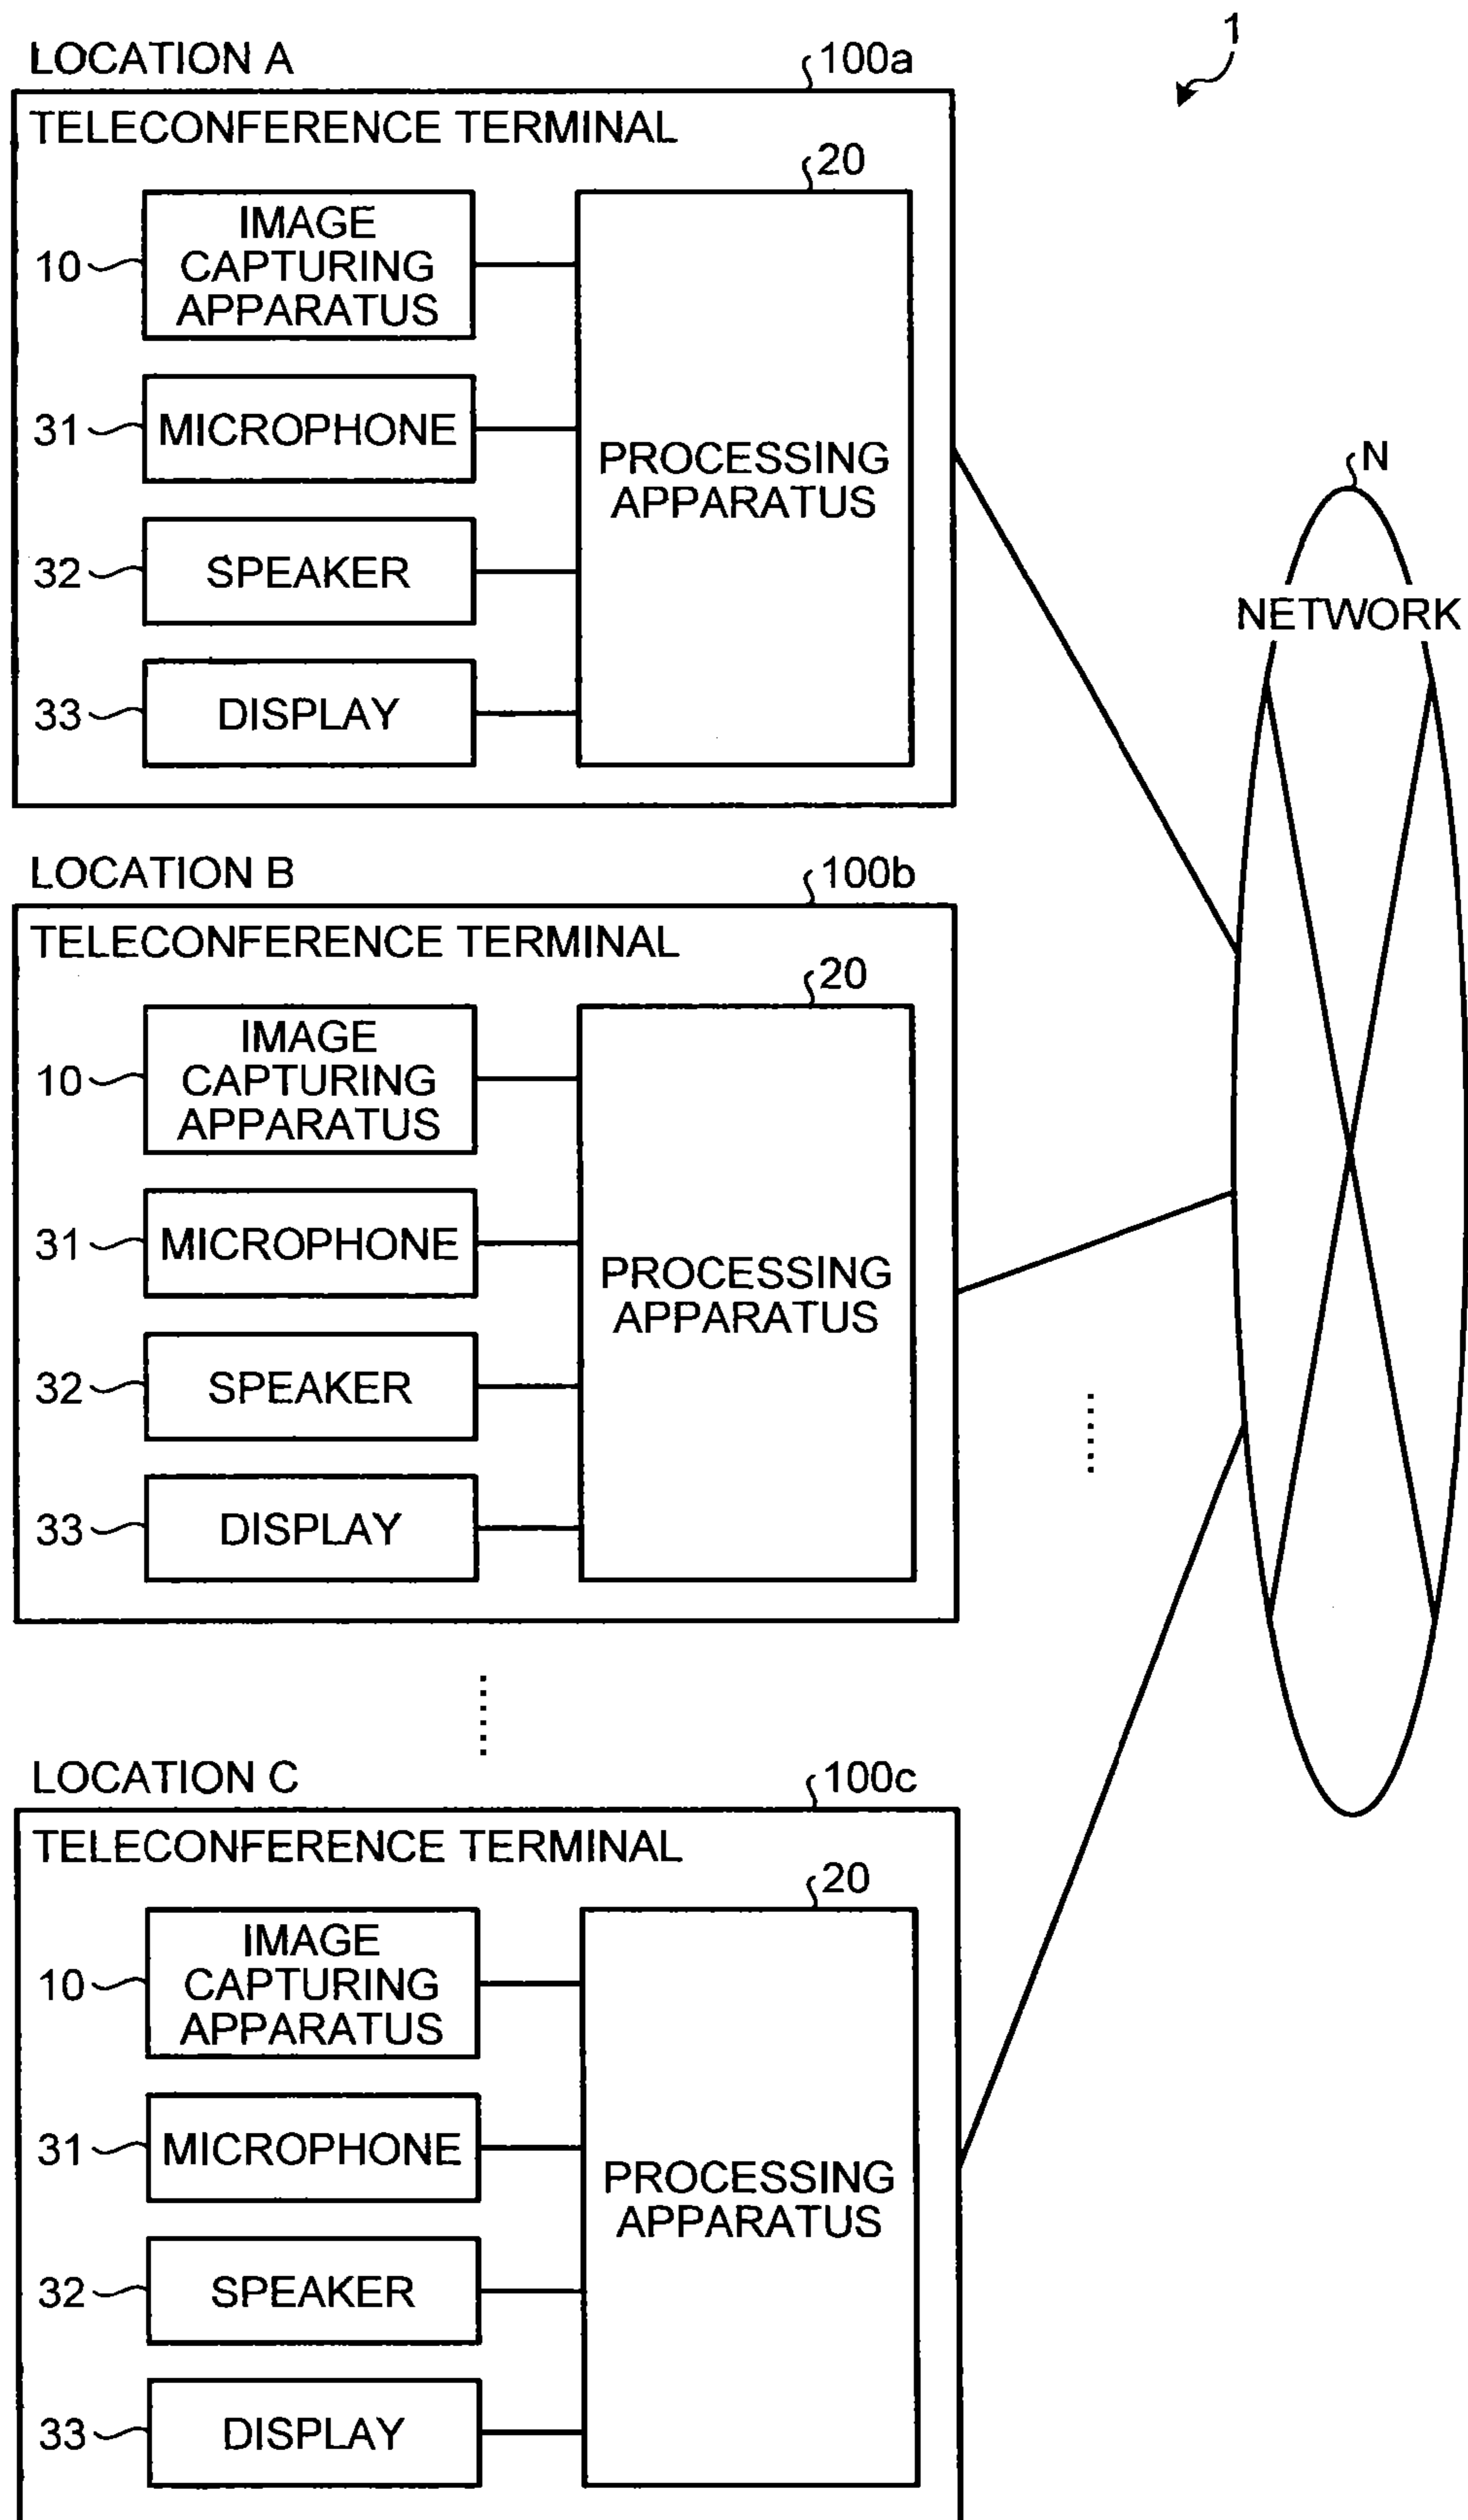 1
LOCATION A
100a
TELECONFERENCE TERMINAL
20
10
IMAGE
CAPTURING
APPARATUS
31
MICROPHONE
PROCESSING
APPARATUS
32
SPEAKER
33
DISPLAY
N
NETWORK
LOCATION B
100b
TELECONFERENCE TERMINAL
20
10
IMAGE
CAPTURING
APPARATUS
31
MICROPHONE
PROCESSING
APPARATUS
32
SPEAKER
33
DISPLAY
LOCATION C
100c
TELECONFERENCE TERMINAL
20
10
IMAGE
CAPTURING
APPARATUS
31
MICROPHONE
PROCESSING
APPARATUS
32
SPEAKER
33
DISPLAY